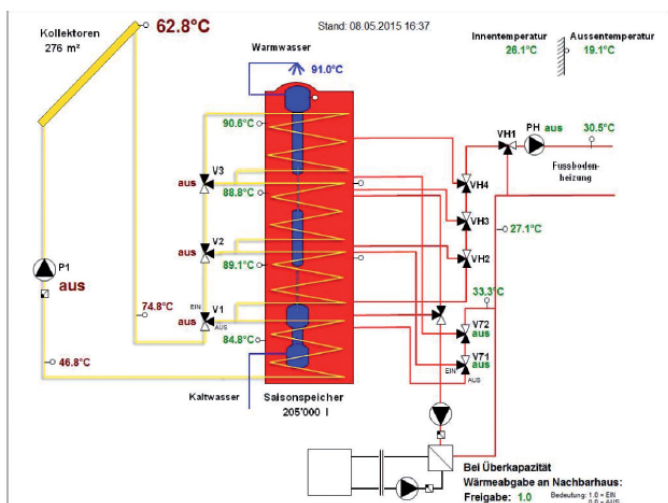 Kollektoren
276 m²
62.8°C
Stand: 08.05.2015 16:37
Innentemperatur
26.1°C
Aussentemperatur
19.1°C
Warmwasser
91.0°C
90.6°C
VH1
PH
aus
30.5°C
Fussboden-
heizung
V3
aus
88.8°C
VH4
VH3
27.1°C
V2
aus
89.1°C
VH2
P1
aus
74.8°C
EIN
V1
aus
AUS
33.3°C
V72
aus
84.8°C
46.8°C
V71
EIN
aus
AUS
Kaltwasser
Saisonspeicher
205'000 l
Bei Überkapazität
Wärmeabgabe an Nachbarhaus:
Freigabe: 1.0
Bedeutung: 1.0 = EIN
0.0 = AUS